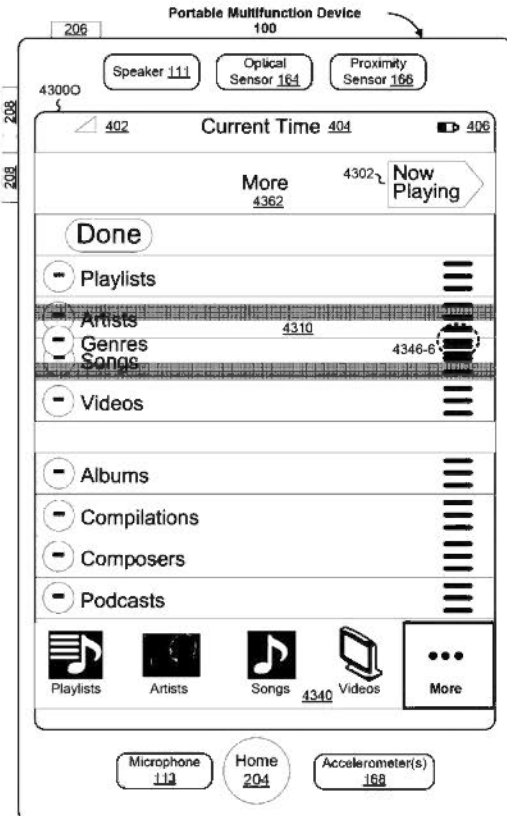 Portable Multifunction Device
100
206
Speaker 111
Optical
Sensor 164
Proximity
Sensor 166
4300O
208
208
402
Current Time 404
406
More
4362
4302
Now
Playing
Done
Playlists
Artists
4310
Genres
4346-6
Songs
Videos
Albums
Compilations
Composers
Podcasts
Playlists
Artists
Songs
4340
Videos
More
Microphone
113
Home
204
Accelerometer(s)
168